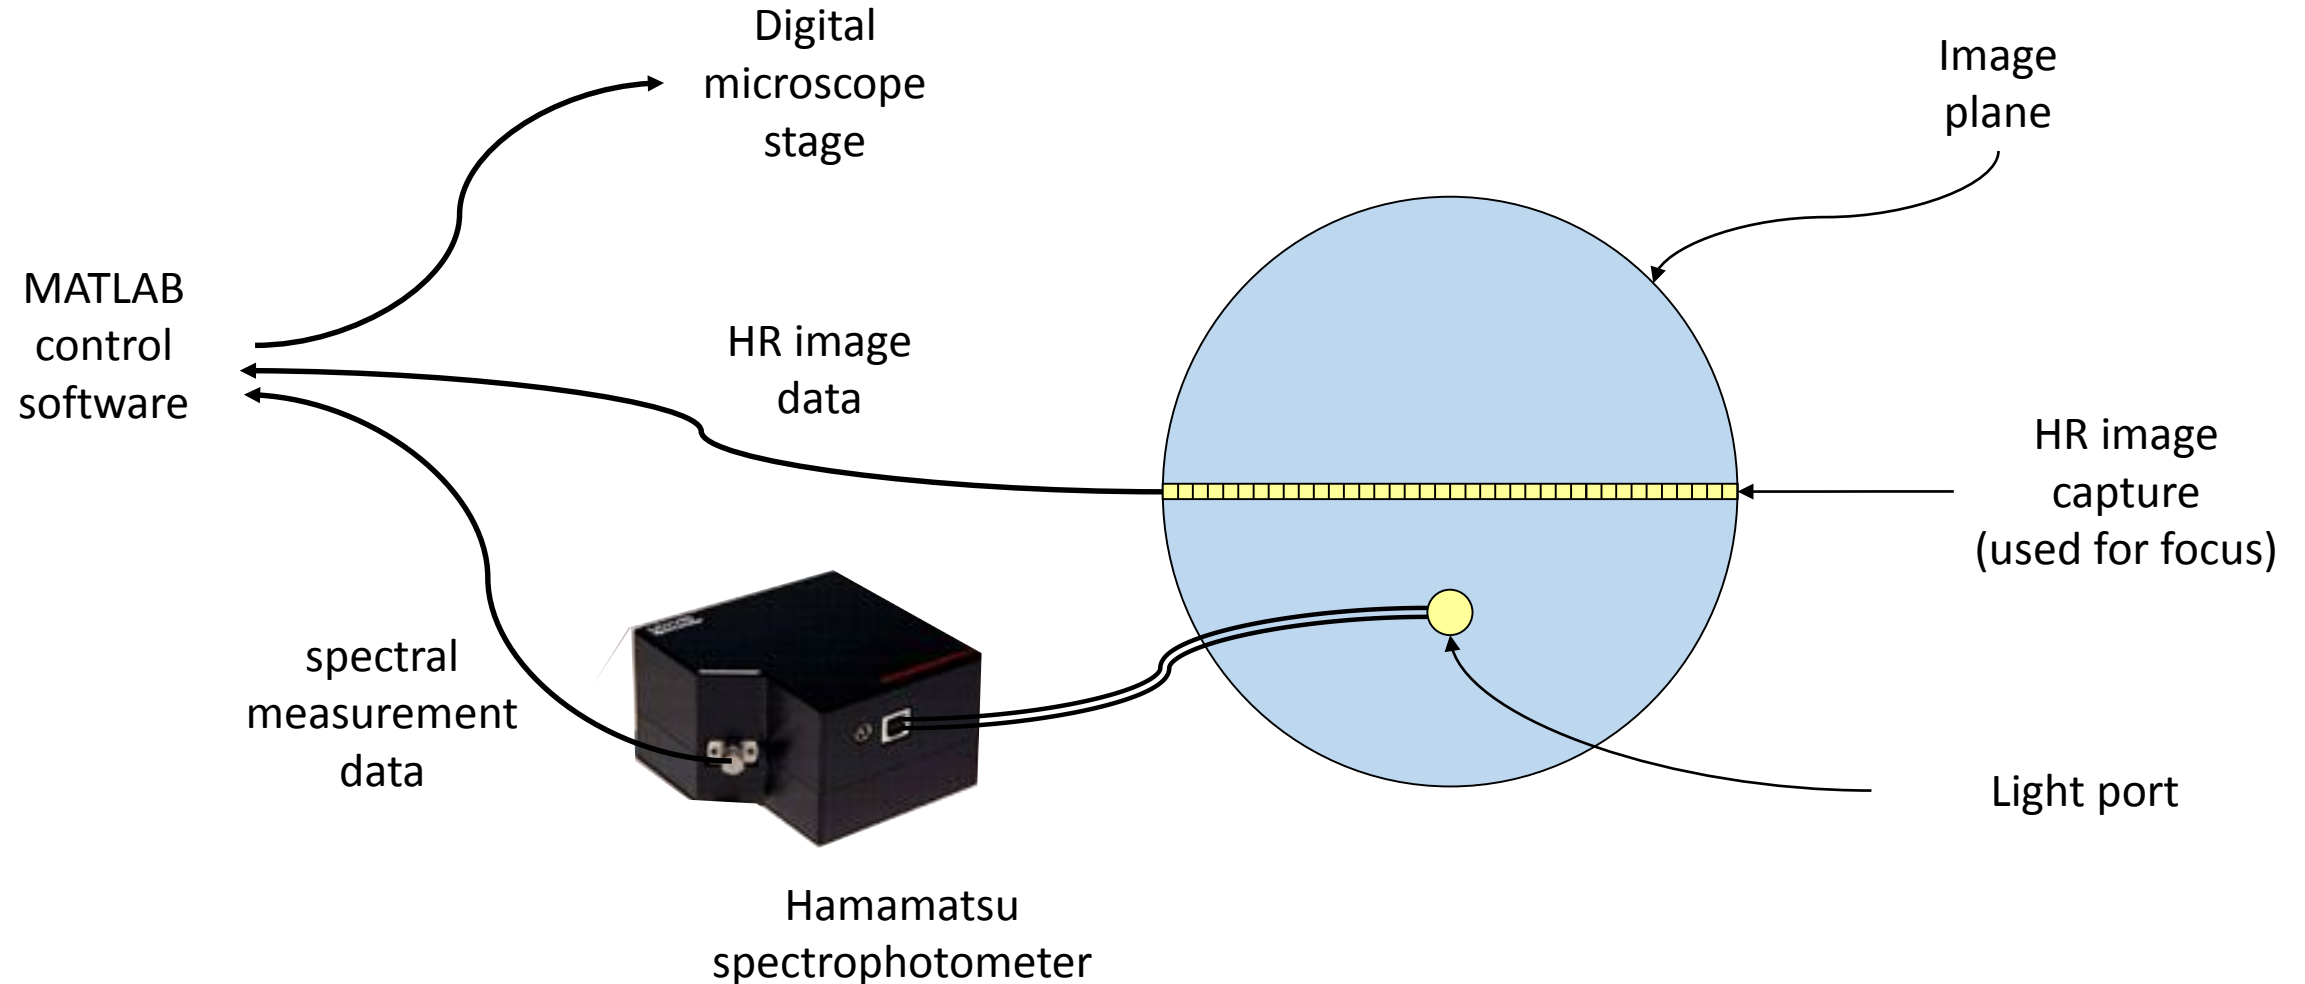 Digital
microscope
stage
Image
plane
MATLAB
control
software
HR image
data
HR image
capture
(used for focus)
spectral
measurement
data
Light port
Hamamatsu
spectrophotometer